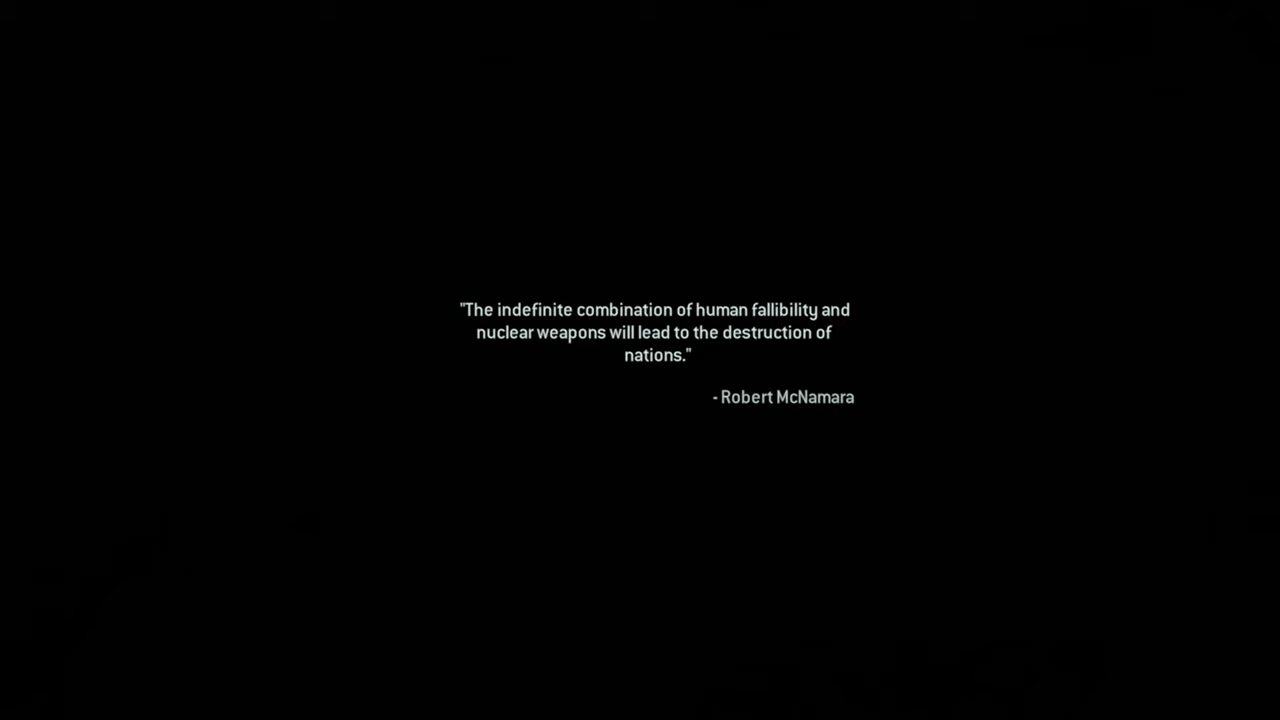 "The indefinite combination of human fallibility and
nuclear weapons will lead to the destruction of
nations."
- Robert McNamara